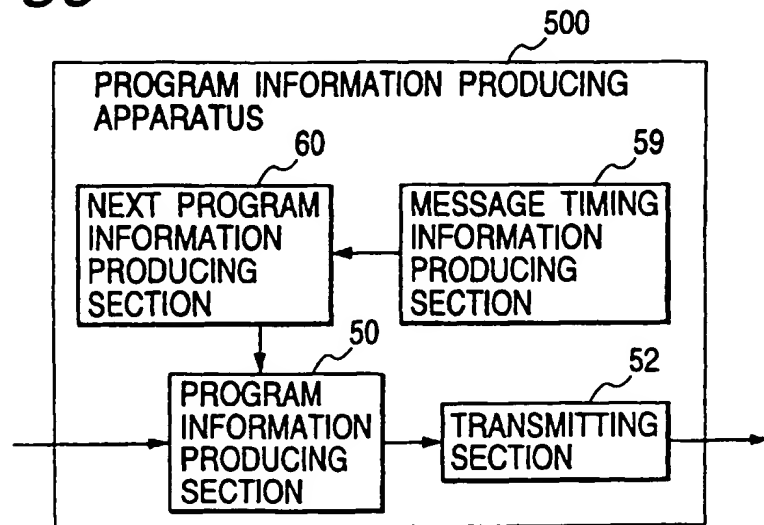 500
PROGRAM INFORMATION PRODUCING
APPARATUS
60
59
NEXT PROGRAM
INFORMATION
PRODUCING
SECTION
MESSAGE TIMING
INFORMATION
PRODUCING
SECTION
50
52
PROGRAM
INFORMATION
PRODUCING
SECTION
TRANSMITTING
SECTION